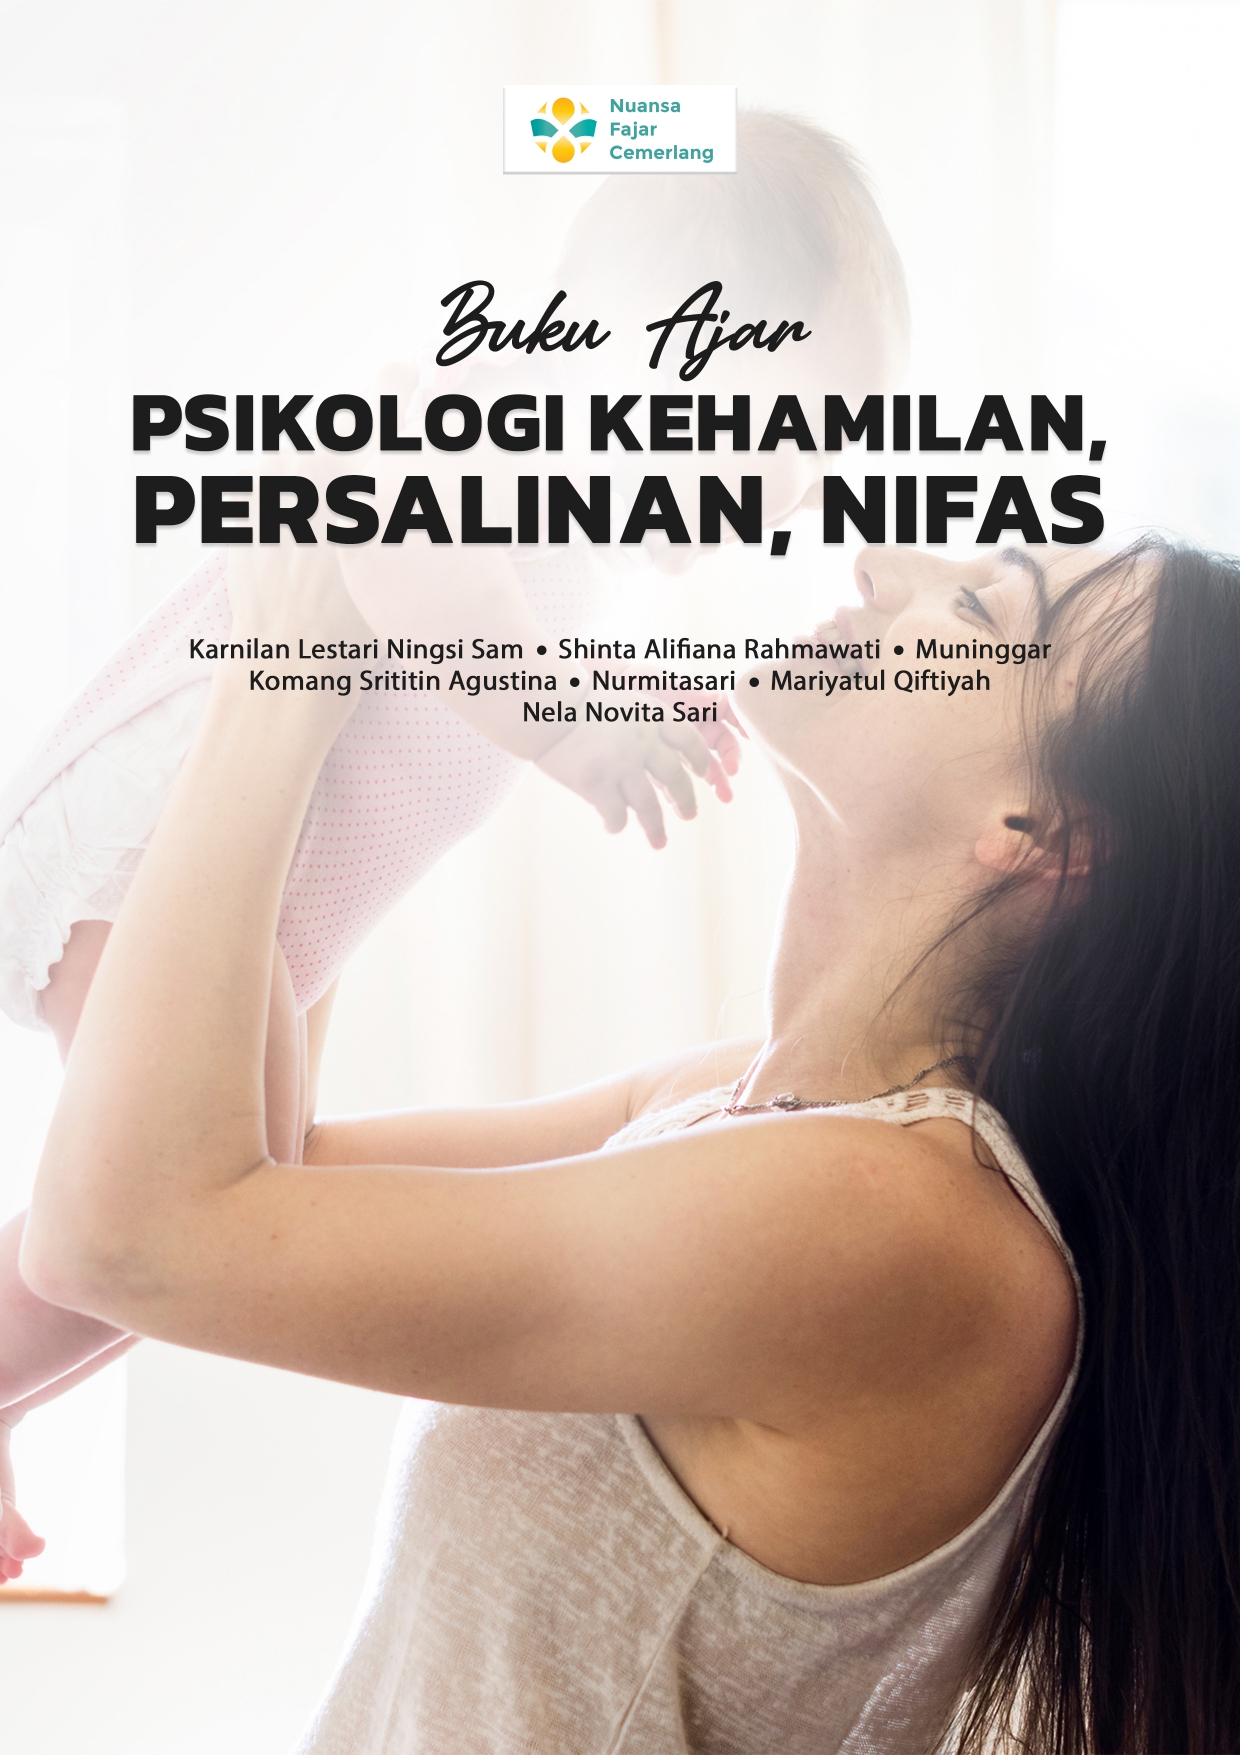 Nuansa
Fajar
Cemerlang
Buku Ajar
PSIKOLOGI KEHAMILAN,
PERSALINAN, NIFAS
Karnilan Lestari Ningsi Sam • Shinta Alifiana Rahmawati • Muninggar
Komang Srititin Agustina • Nurmitasari • Mariyatul Qiftiyah
Nela Novita Sari